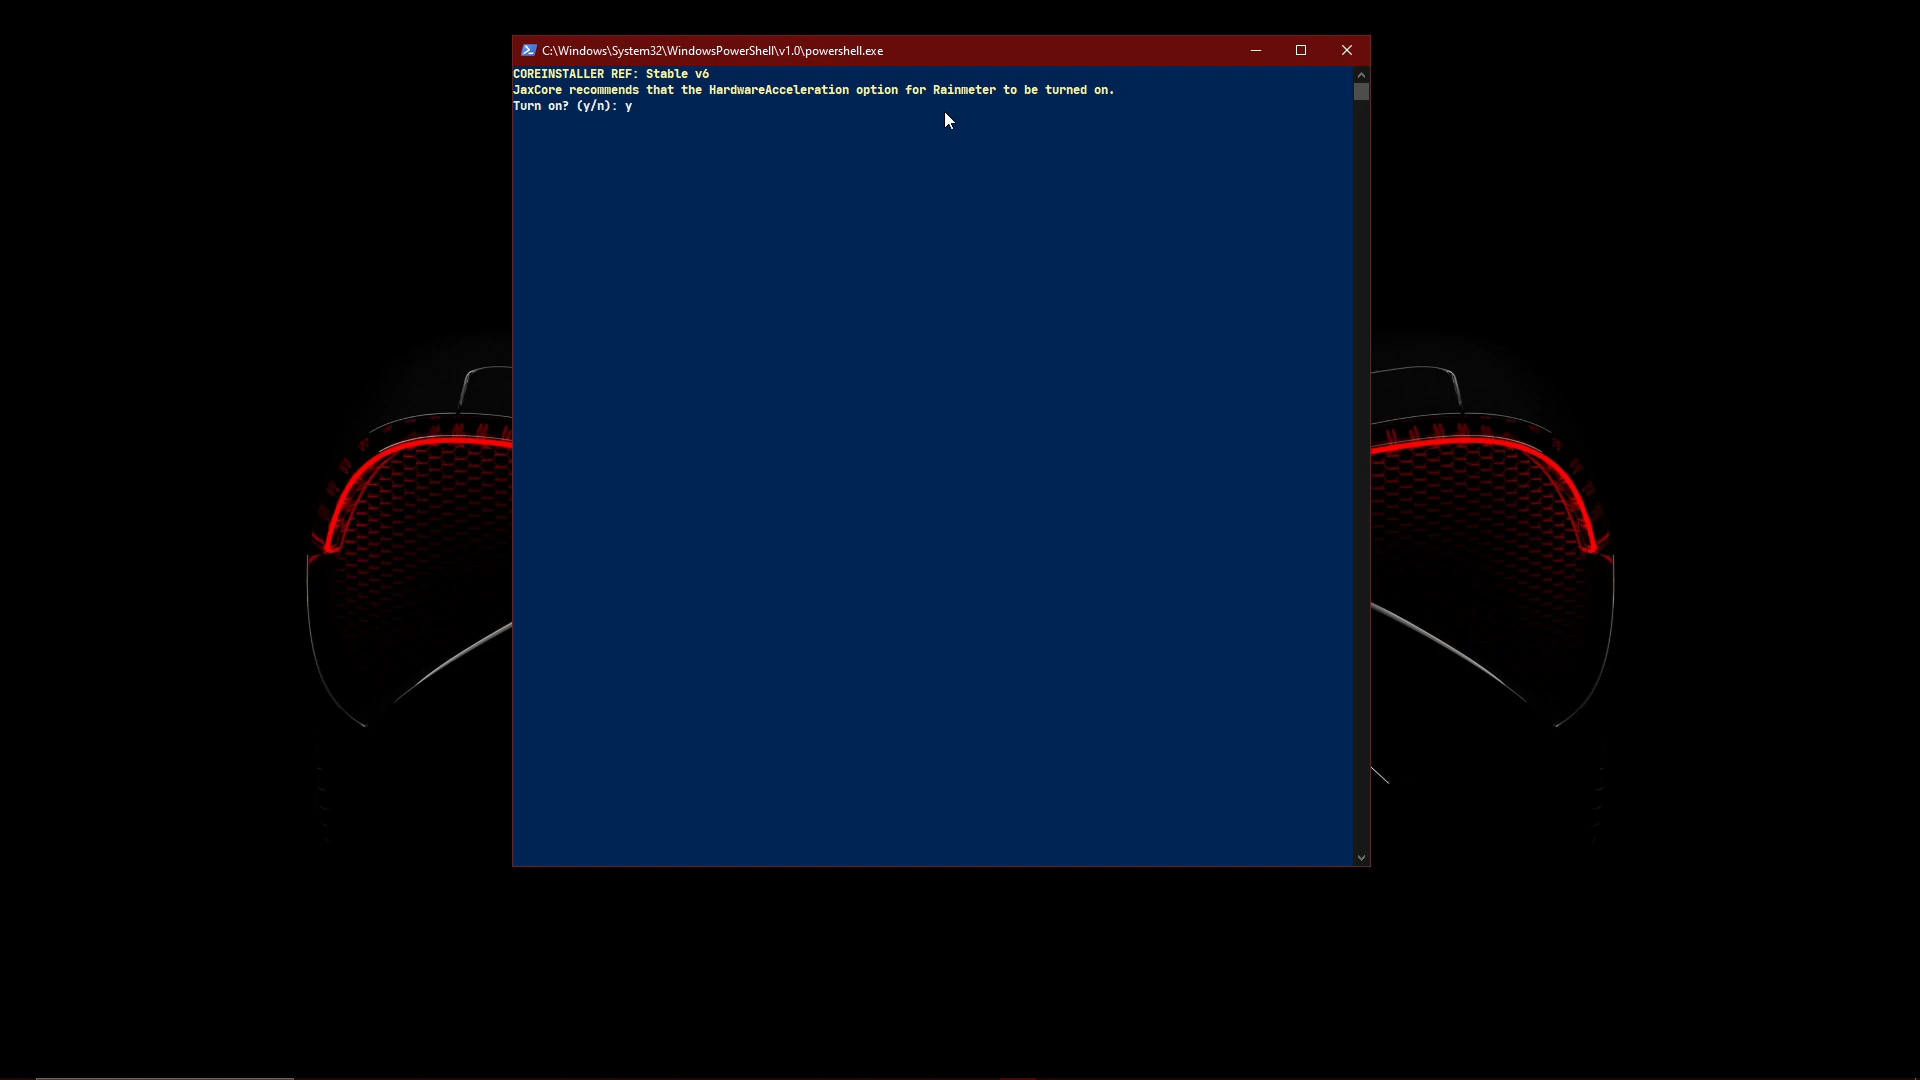 C:\Windows\System32\WindowsPowerShell\v1.0\powershell.exe
COREINSTALLER REF: Stable v6
JaxCore recommends that the HardwareAcceleration option for Rainmeter to be turned on.
Turn on? (y/n): y